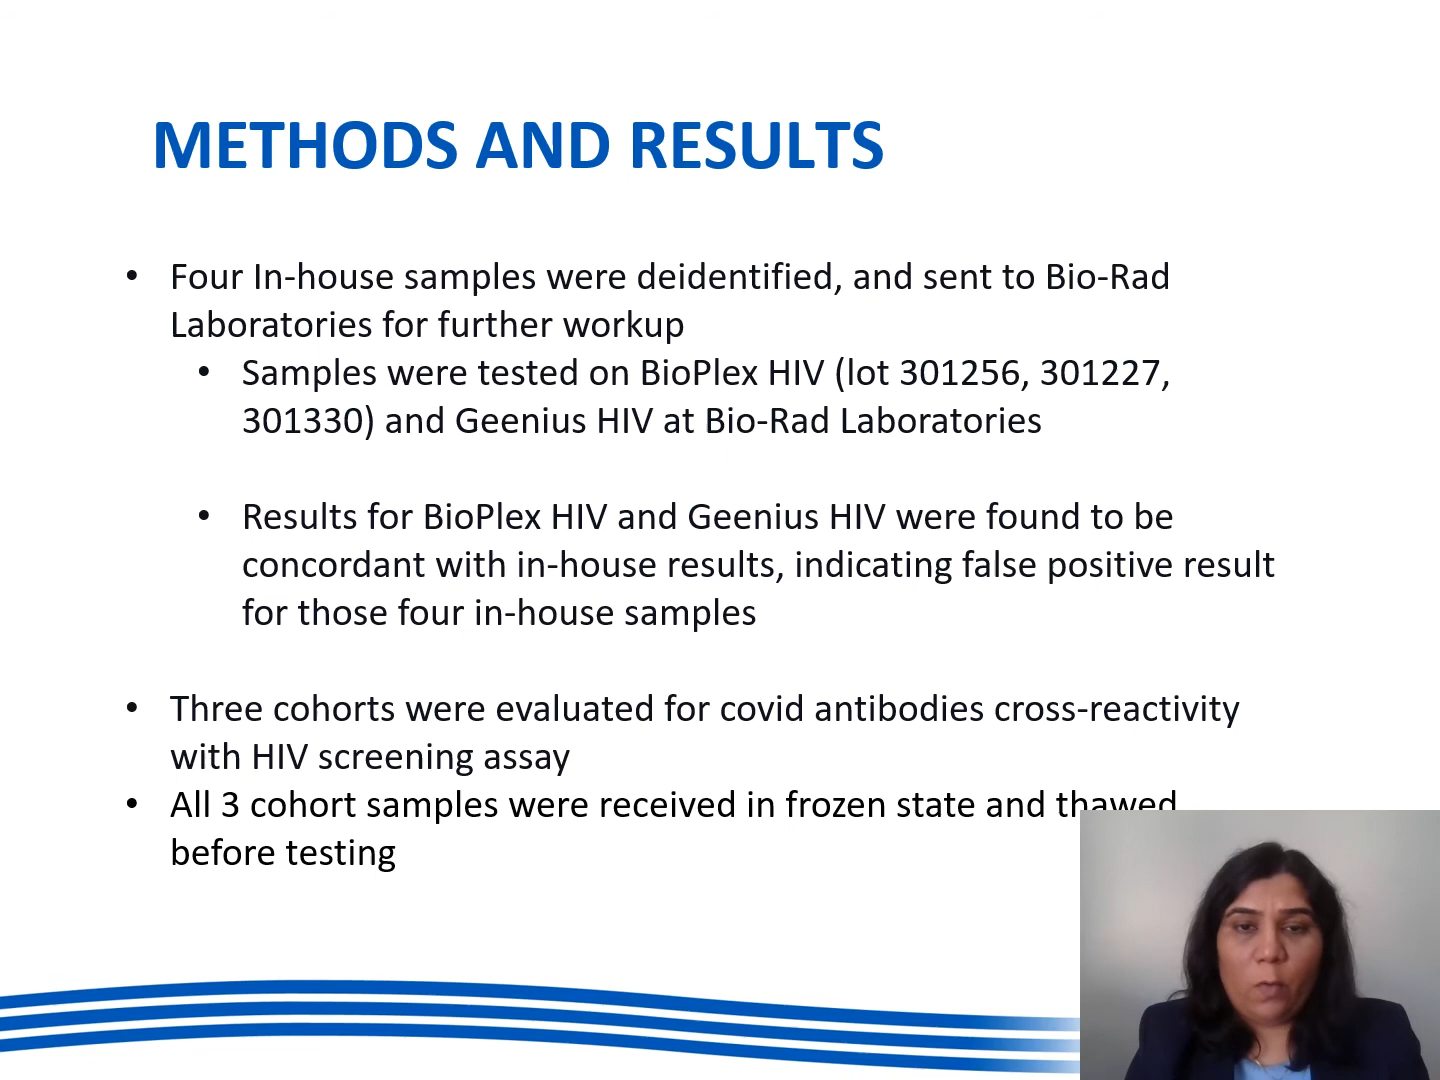 METHODS AND RESULTS
• Four In-house samples were deidentified, and sent to Bio-Rad
Laboratories for further workup
• Samples were tested on BioPlex HIV (lot 301256, 301227,
301330) and Geenius HIV at Bio-Rad Laboratories
• Results for BioPlex HIV and Geenius HIV were found to be
concordant with in-house results, indicating false positive result
for those four in-house samples
• Three cohorts were evaluated for covid antibodies cross-reactivity
with HIV screening assay
• All 3 cohort samples were received in frozen state and thawed
before testing